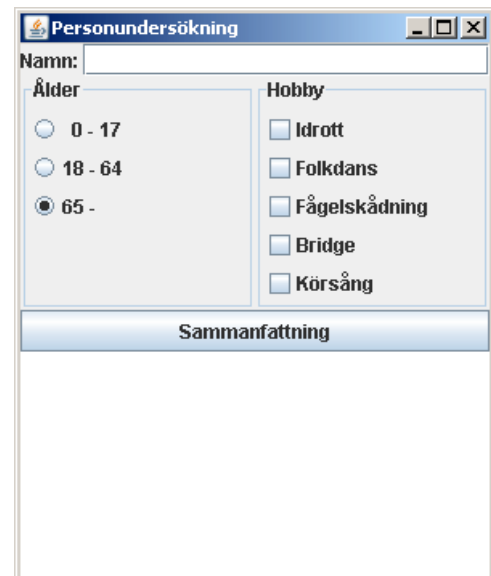 Personundersökning
Namn:
Ålder
0 - 17
18 - 64
65 -
Hobby
Idrott
Folkdans
Fågelskådning
Bridge
Körsång
Sammanfattning